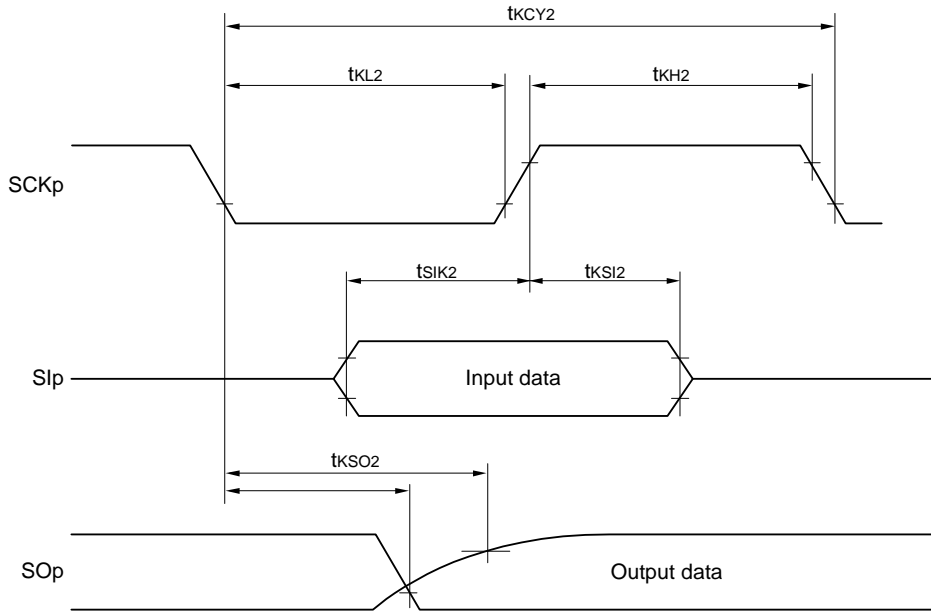 tKCY2
tKL2
tKH2
SCKp
tSIK2
tKSI2
SIp
Input data
tKSO2
SOp
Output data